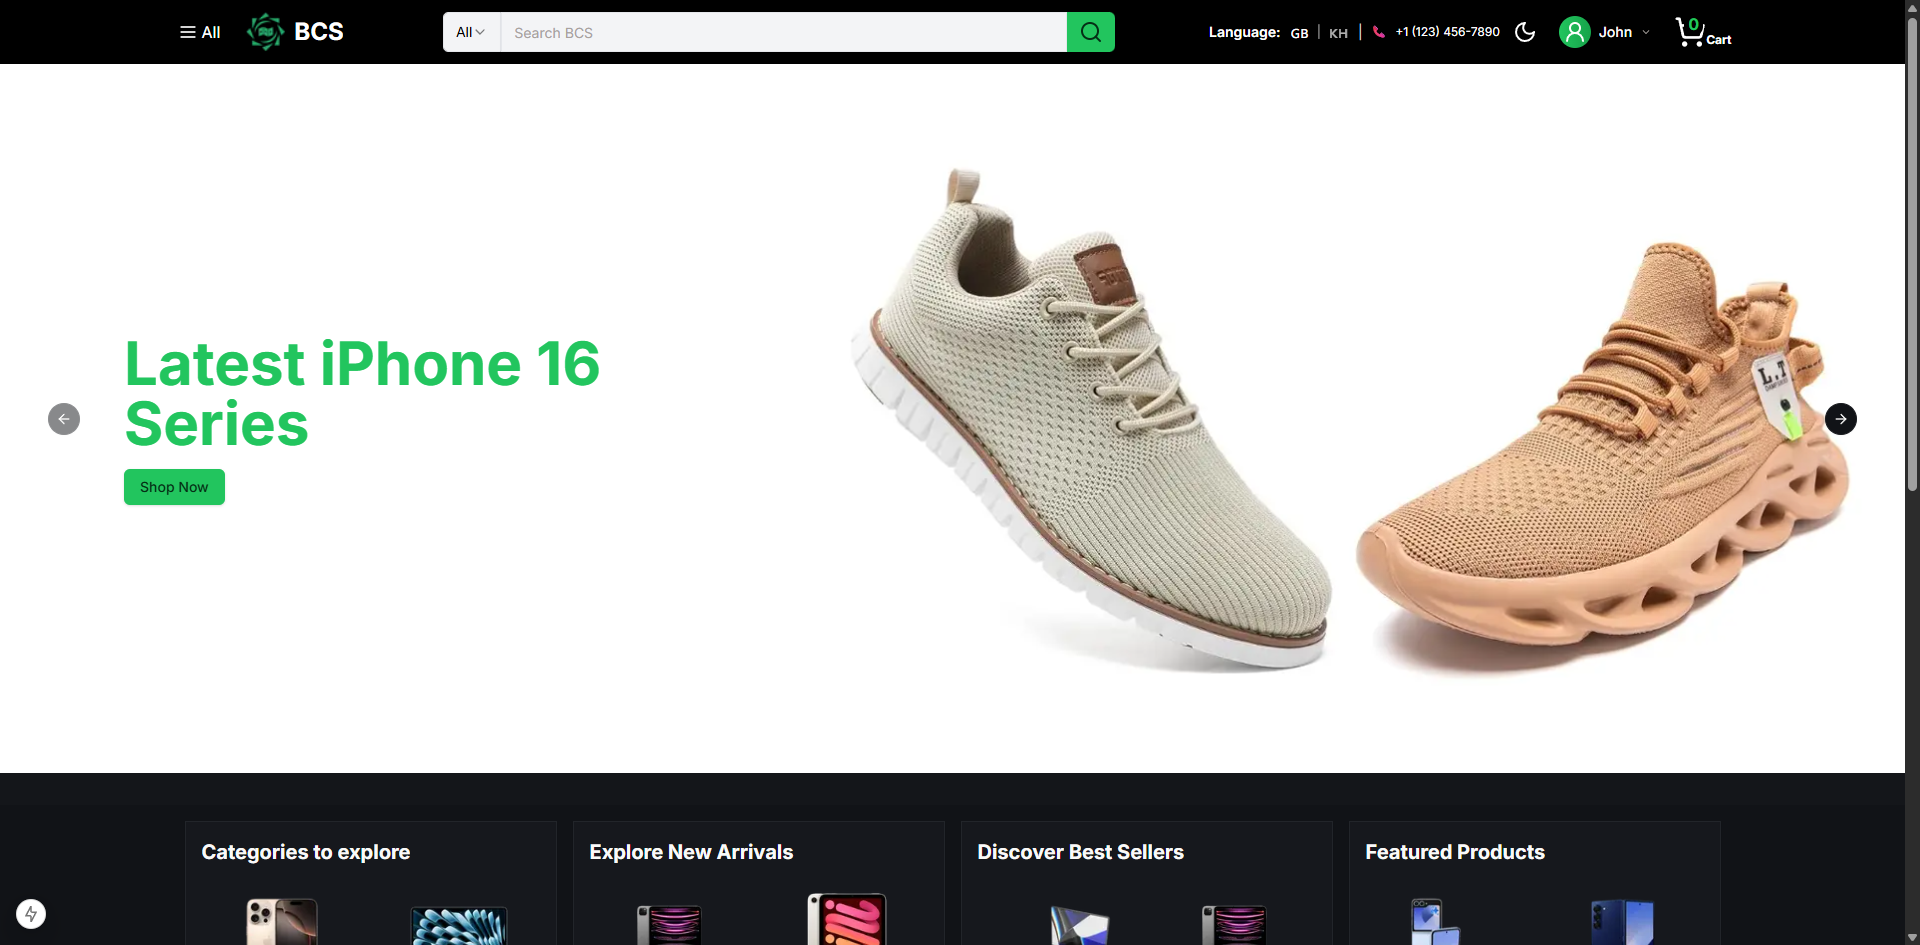 All
BCS
All
Search BCS
Language: GB | KH | +1 (123) 456-7890
John
0
Cart
Latest iPhone 16
Series
Shop Now
L.T
Categories to explore
Explore New Arrivals
Discover Best Sellers
Featured Products